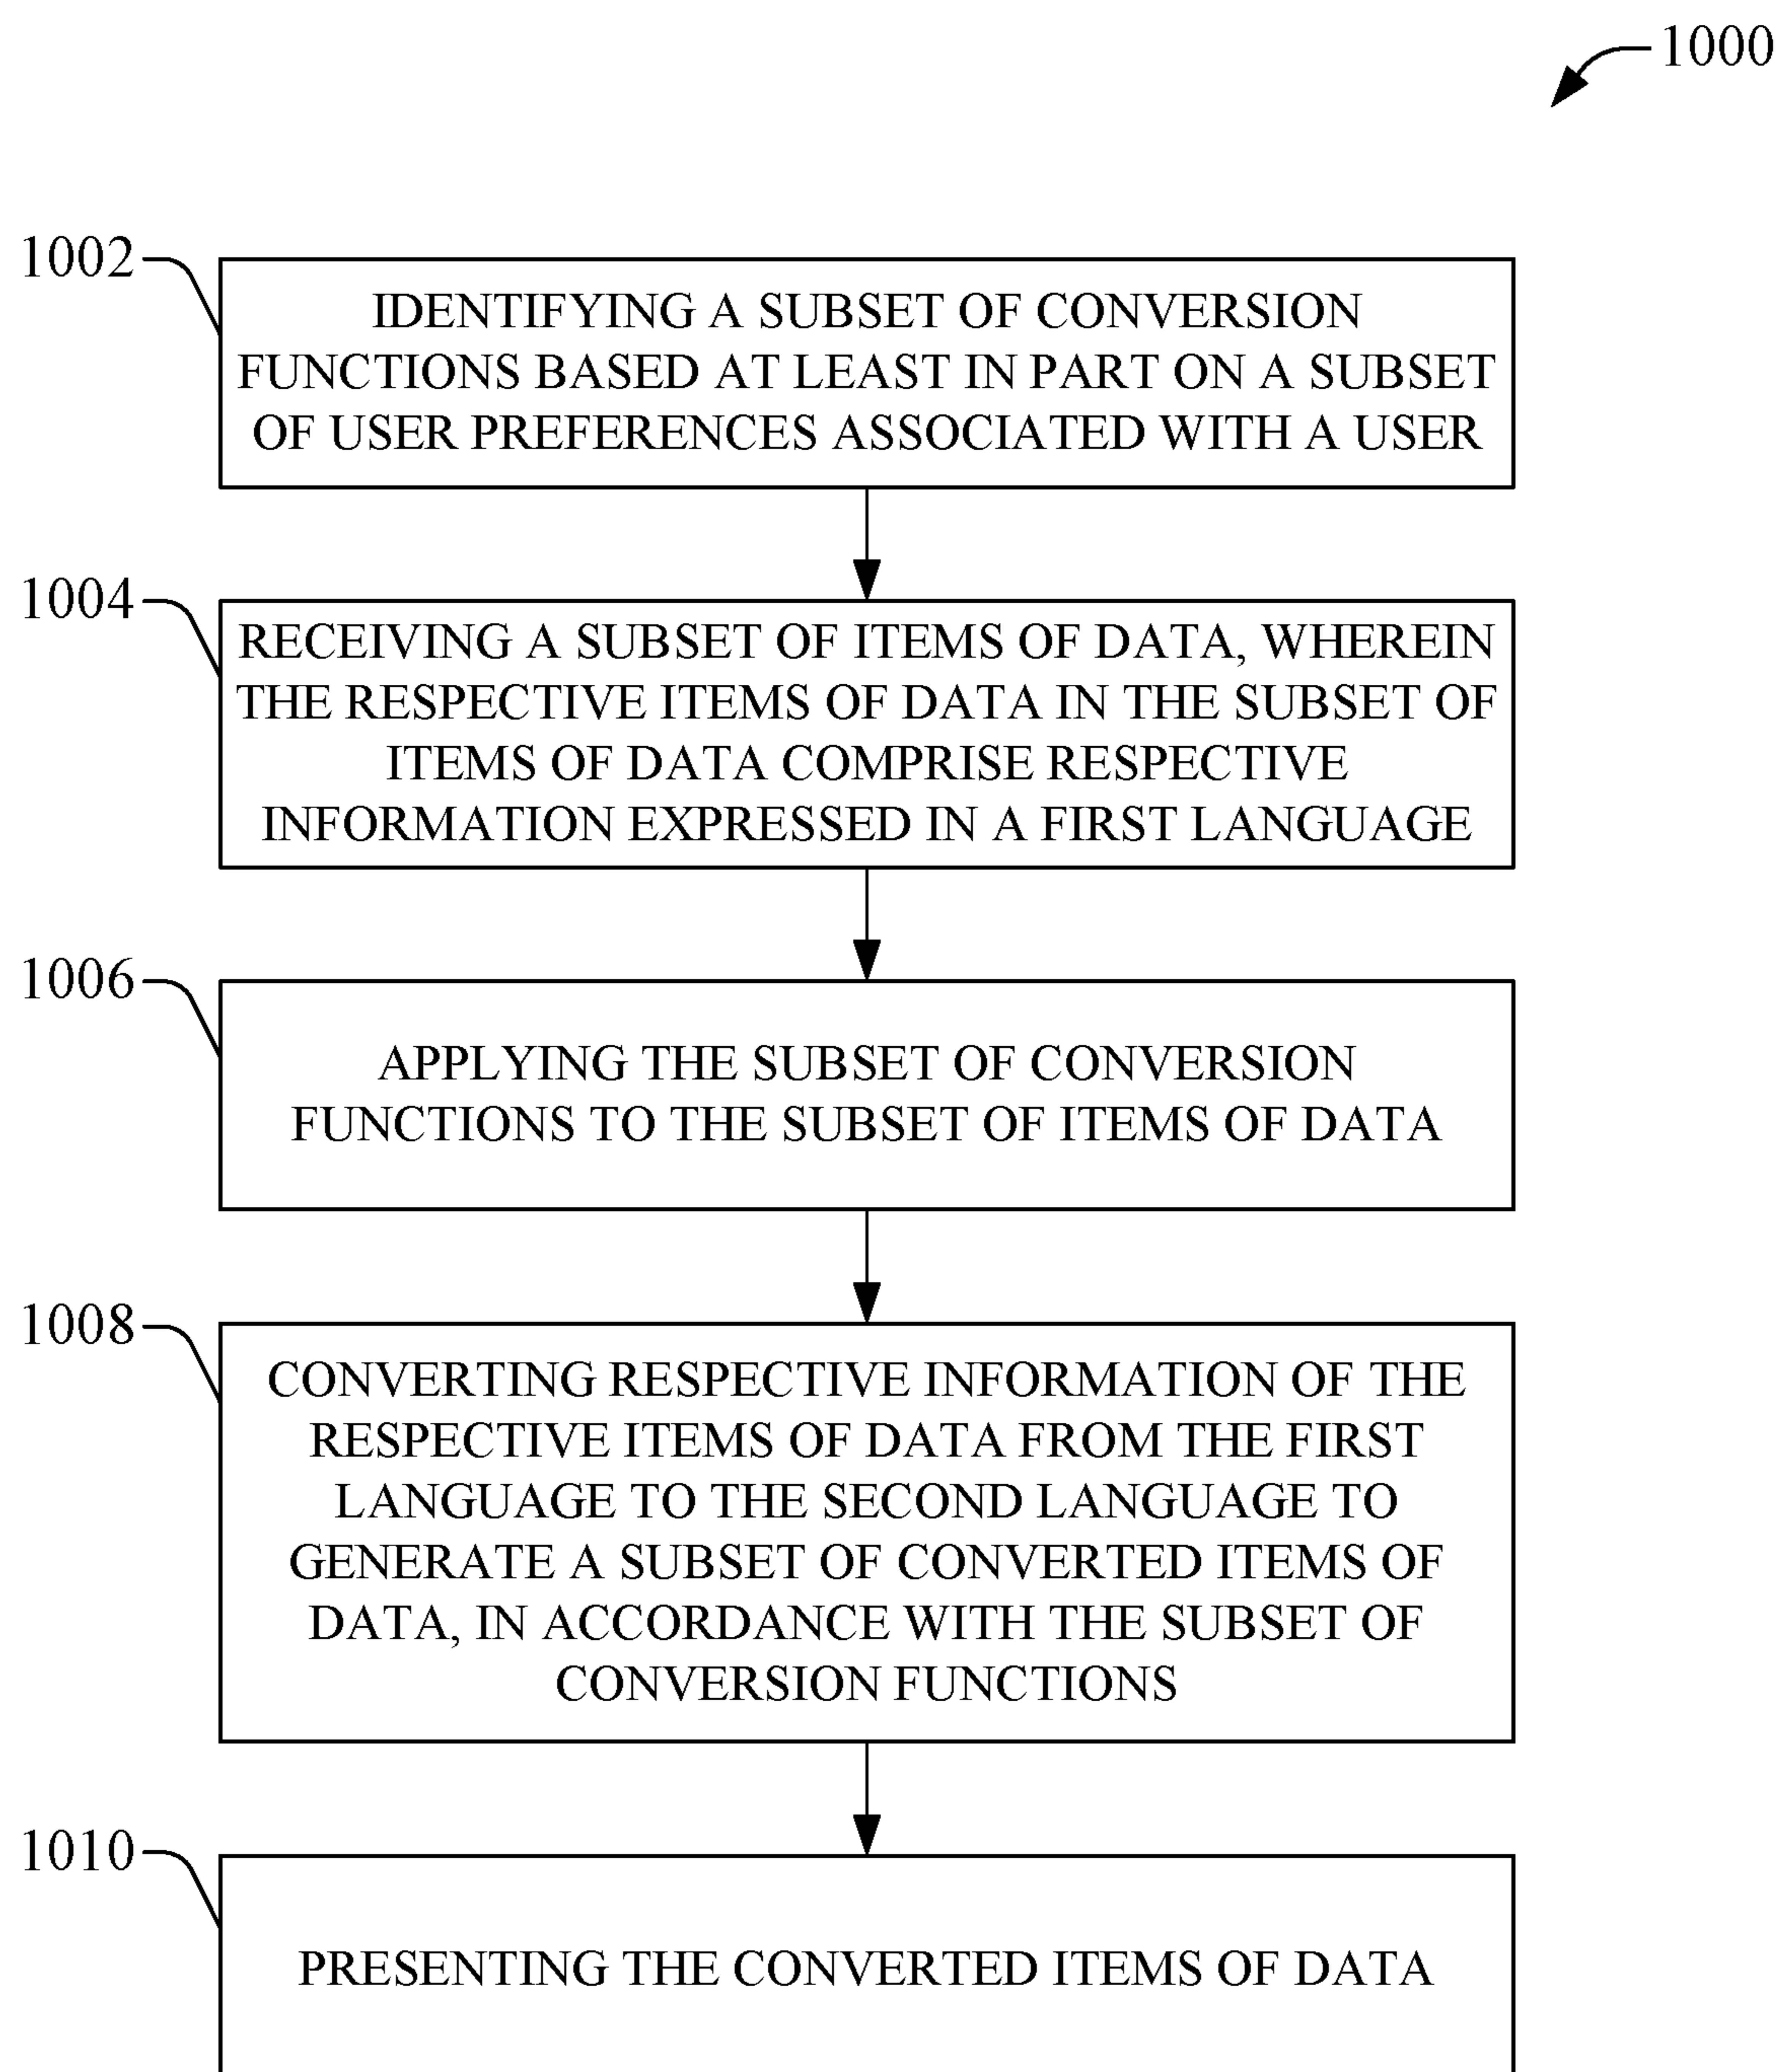 1000
1002
IDENTIFYING A SUBSET OF CONVERSION
FUNCTIONS BASED AT LEAST IN PART ON A SUBSET
OF USER PREFERENCES ASSOCIATED WITH A USER
1004
RECEIVING A SUBSET OF ITEMS OF DATA, WHEREIN
THE RESPECTIVE ITEMS OF DATA IN THE SUBSET OF
ITEMS OF DATA COMPRISE RESPECTIVE
INFORMATION EXPRESSED IN A FIRST LANGUAGE
1006
APPLYING THE SUBSET OF CONVERSION
FUNCTIONS TO THE SUBSET OF ITEMS OF DATA
1008
CONVERTING RESPECTIVE INFORMATION OF THE
RESPECTIVE ITEMS OF DATA FROM THE FIRST
LANGUAGE TO THE SECOND LANGUAGE TO
GENERATE A SUBSET OF CONVERTED ITEMS OF
DATA, IN ACCORDANCE WITH THE SUBSET OF
CONVERSION FUNCTIONS
1010
PRESENTING THE CONVERTED ITEMS OF DATA